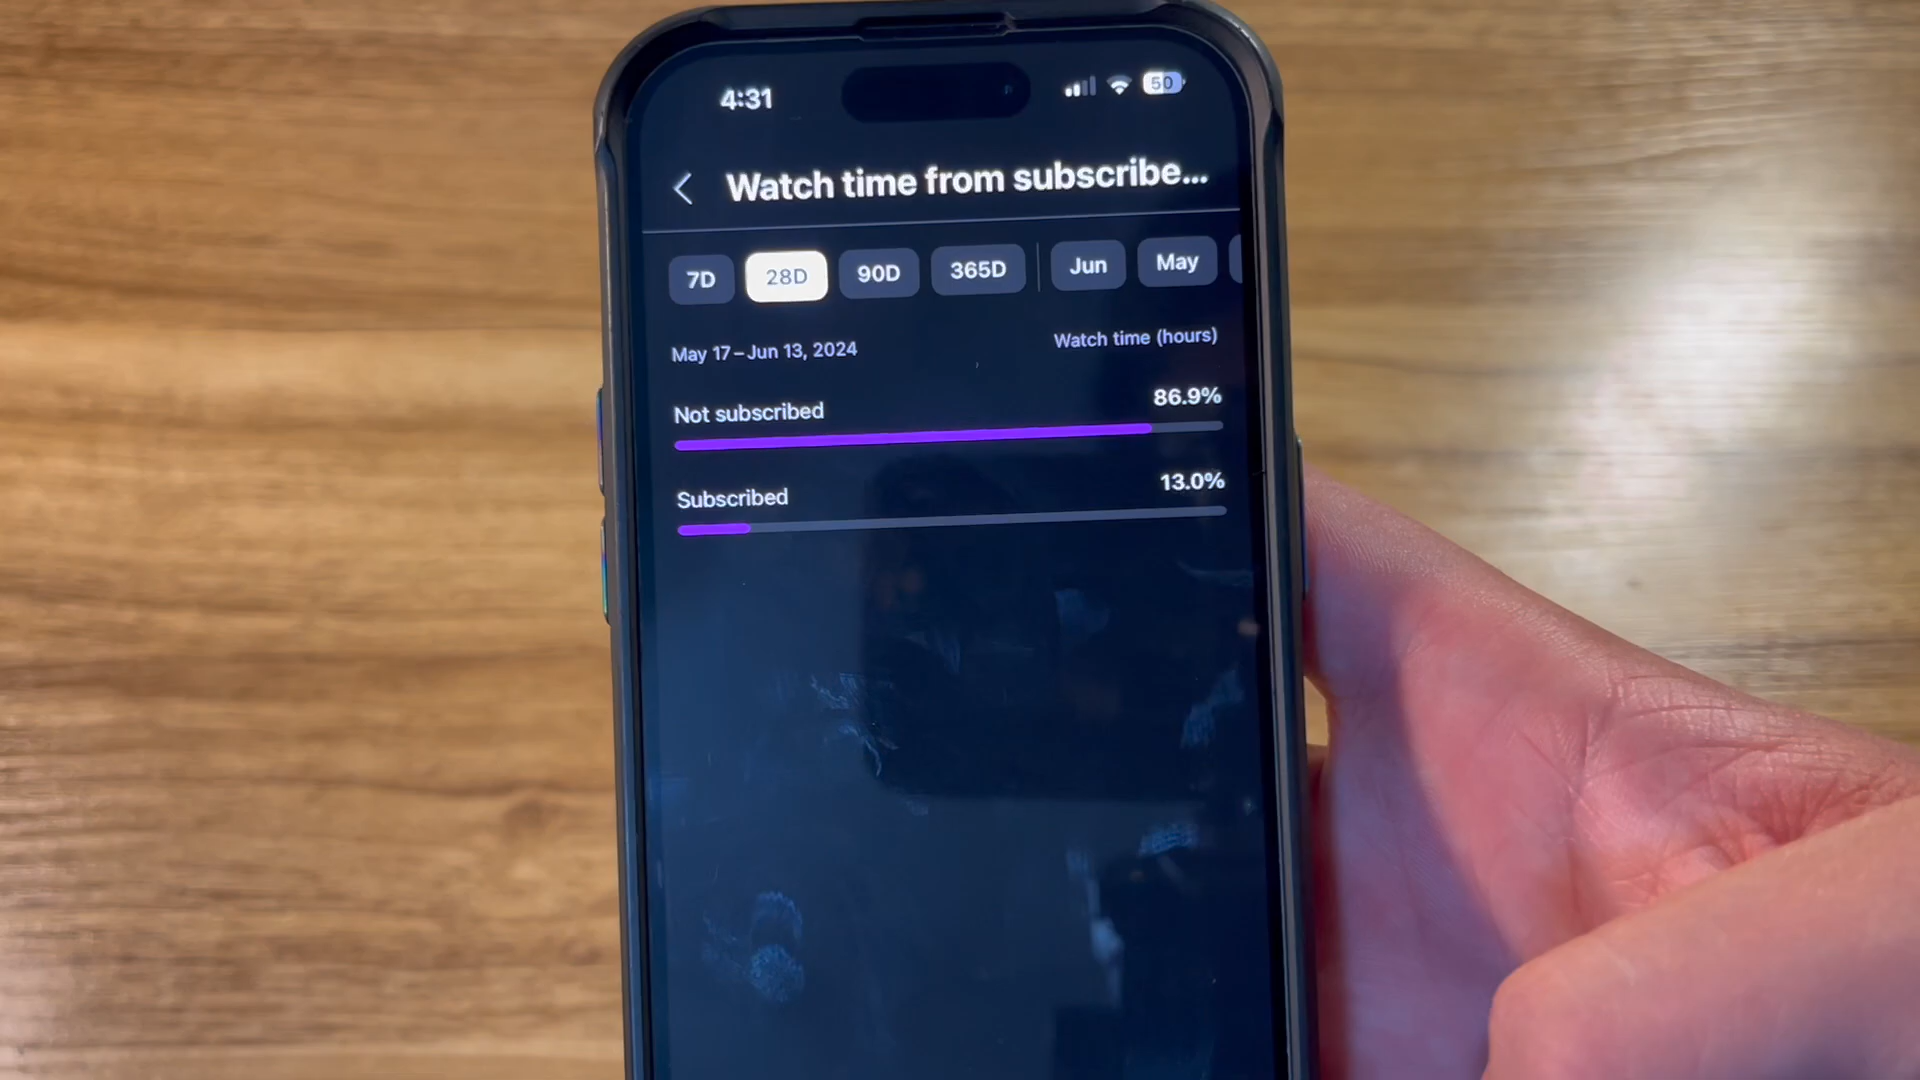 4:31
50
Watch time from subscribe...
7D 28D 90D 365D Jun May
May 17–Jun 13, 2024 Watch time (hours)
Not subscribed 86.9%
Subscribed 13.0%